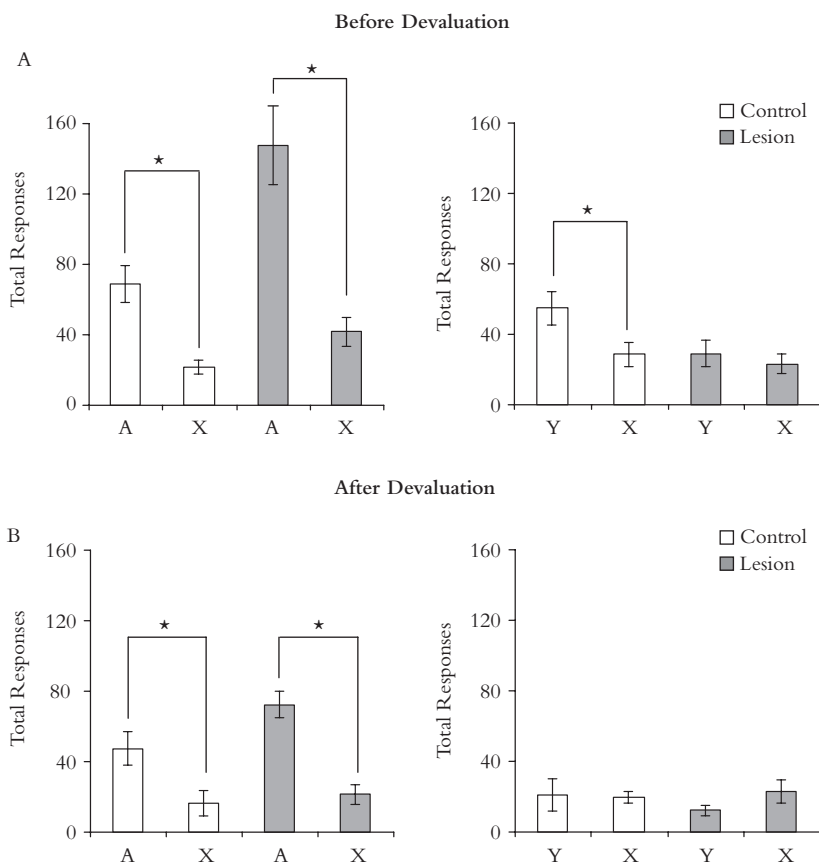 Before Devaluation
A
Total Responses
160
120
80
40
0
★
★
A X A X
Total Responses
160
120
80
40
0
★
Control
Lesion
Y X Y X
After Devaluation
B
Total Responses
160
120
80
40
0
★
★
A X A X
Total Responses
160
120
80
40
0
Control
Lesion
Y X Y X